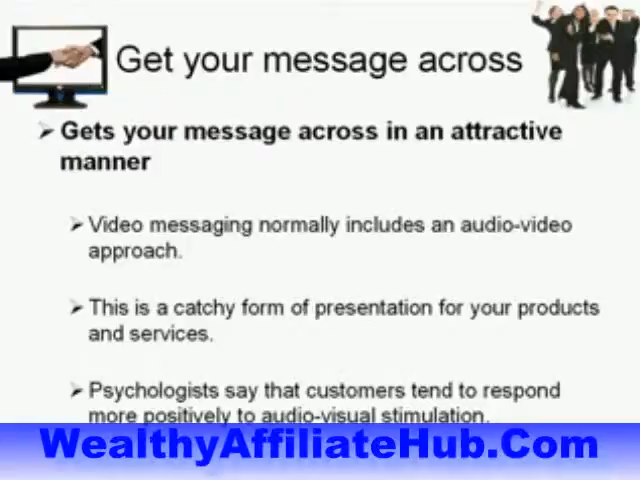 Get your message across
Gets your message across in an attractive
manner
Video messaging normally includes an audio-video
approach.
This is a catchy form of presentation for your products
and services.
Psychologists say that customers tend to respond
more positively to audio-visual stimulation.
WealthyAffiliateHub.Com